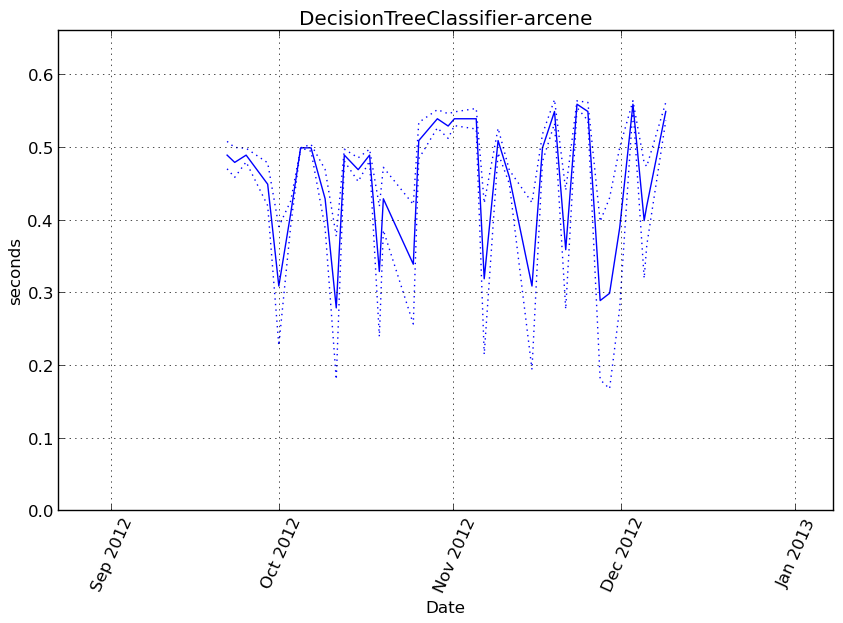 DecisionTreeClassifier-arcene
0.6
0.5
0.4
0.3
0.2
0.1
0.0
seconds
Sep 2012
Oct 2012
Nov 2012
Dec 2012
Jan 2013
Date